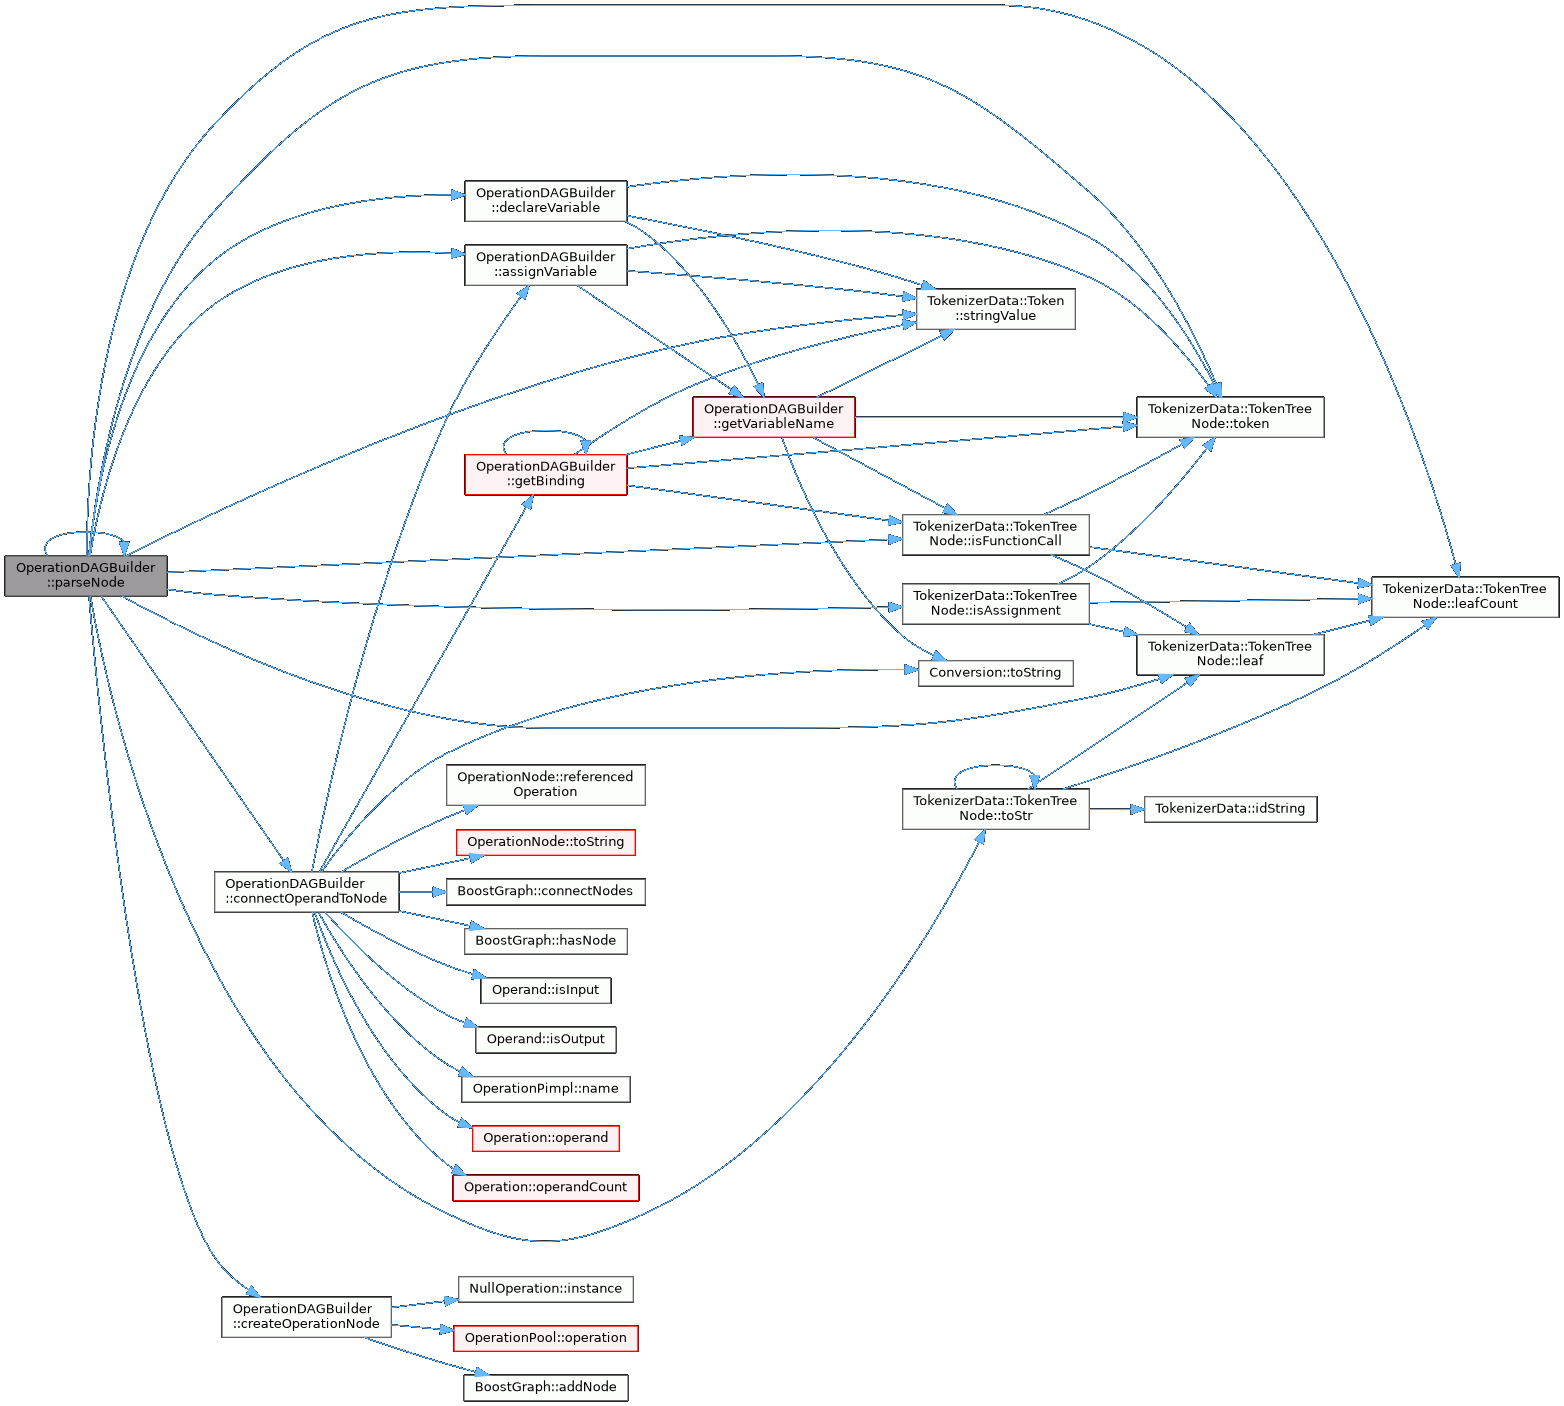 OperationDAGBuilder
::declareVariable
OperationDAGBuilder
::assignVariable
TokenizerData::Token
::stringValue
OperationDAGBuilder
::getVariableName
TokenizerData::TokenTree
Node::token
OperationDAGBuilder
::getBinding
TokenizerData::TokenTree
Node::isFunctionCall
OperationDAGBuilder
::parseNode
TokenizerData::TokenTree
Node::isAssignment
TokenizerData::TokenTree
Node::leafCount
TokenizerData::TokenTree
Node::leaf
Conversion::toString
OperationNode::referenced
Operation
TokenizerData::TokenTree
Node::toStr
TokenizerData::idString
OperationNode::toString
OperationDAGBuilder
::connectOperandToNode
BoostGraph::connectNodes
BoostGraph::hasNode
Operand::isInput
Operand::isOutput
OperationPimpl::name
Operation::operand
Operation::operandCount
NullOperation::instance
OperationDAGBuilder
::createOperationNode
OperationPool::operation
BoostGraph::addNode